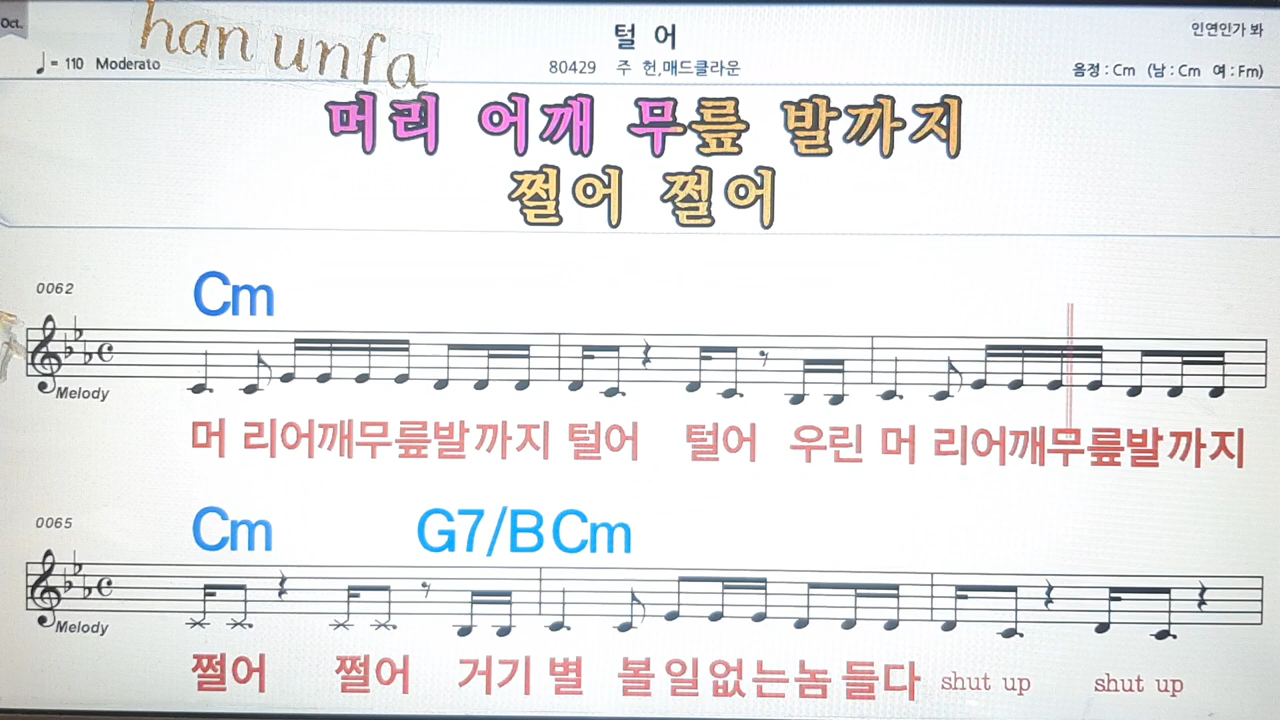 Oct.
han unfa
털 어
인연인가 봐
♩= 110 Moderato
80429 주 헌,매드클라운
음정 : Cm (남 : Cm 여 : Fm)
머리 어깨 무릎 발까지
쩔어 쩔어
0062
Cm
Melody
머 리어깨무릎발까지 털어 털어 우린 머 리어깨무릎발까지
0065
Cm G7/B Cm
Melody
쩔어 쩔어 거기 별 볼일없는놈들다 shut up shut up